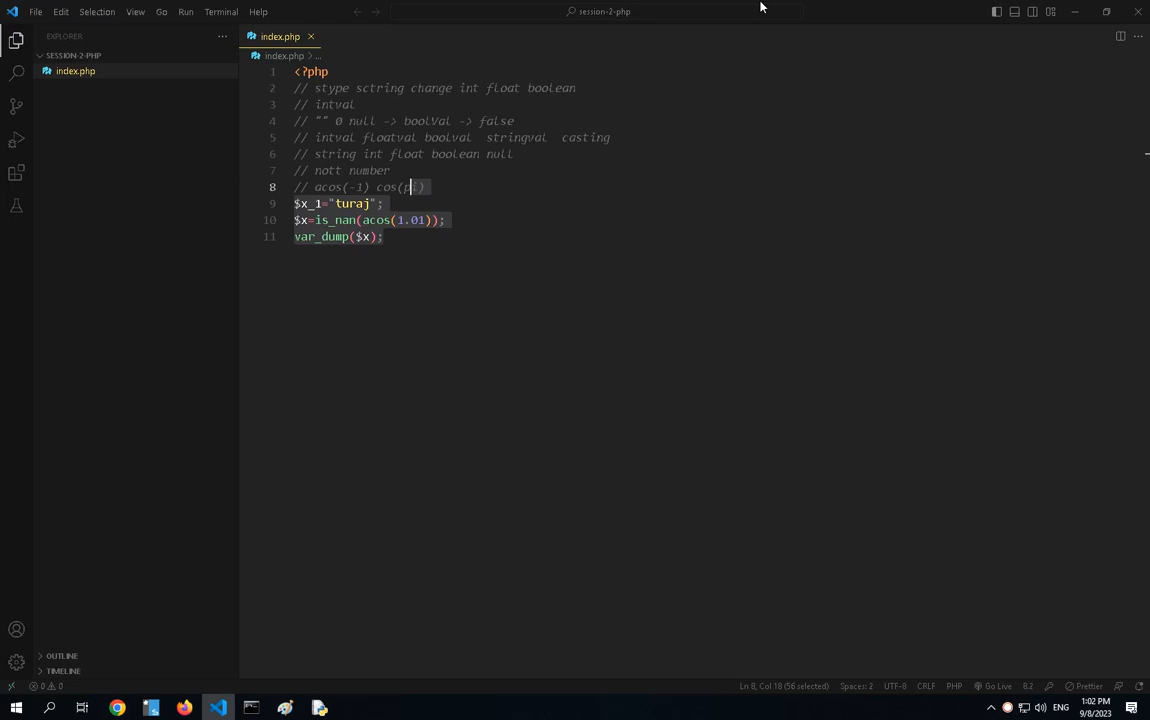 File Edit Selection View Go Run Terminal Help
session-2-php
EXPLORER
index.php
SESSION-2-PHP
index.php > ...
index.php
1 <?php
2 // stype sctring change int float boolean
3 // intval
4 // "" 0 null -> boolVal -> false
5 // intval floatval boolval stringval casting
6 // string int float boolean null
7 // nott number
8 // acos(-1) cos(pi)
9 $x_1="turaj";
10 $x=is_nan(acos(1.01));
11 var_dump($x);
OUTLINE
TIMELINE
0 0
Ln 8, Col 18 (56 selected) Spaces: 2 UTF-8 CRLF PHP Go Live 8.2 Prettier
ENG
1:02 PM
9/8/2023